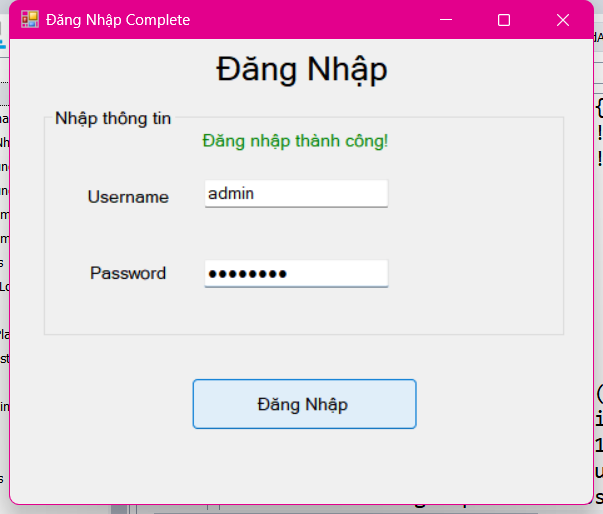 Đăng Nhập Complete
Đăng Nhập
Nhập thông tin
Đăng nhập thành công!
Username
admin
Password
••••••••
Đăng Nhập